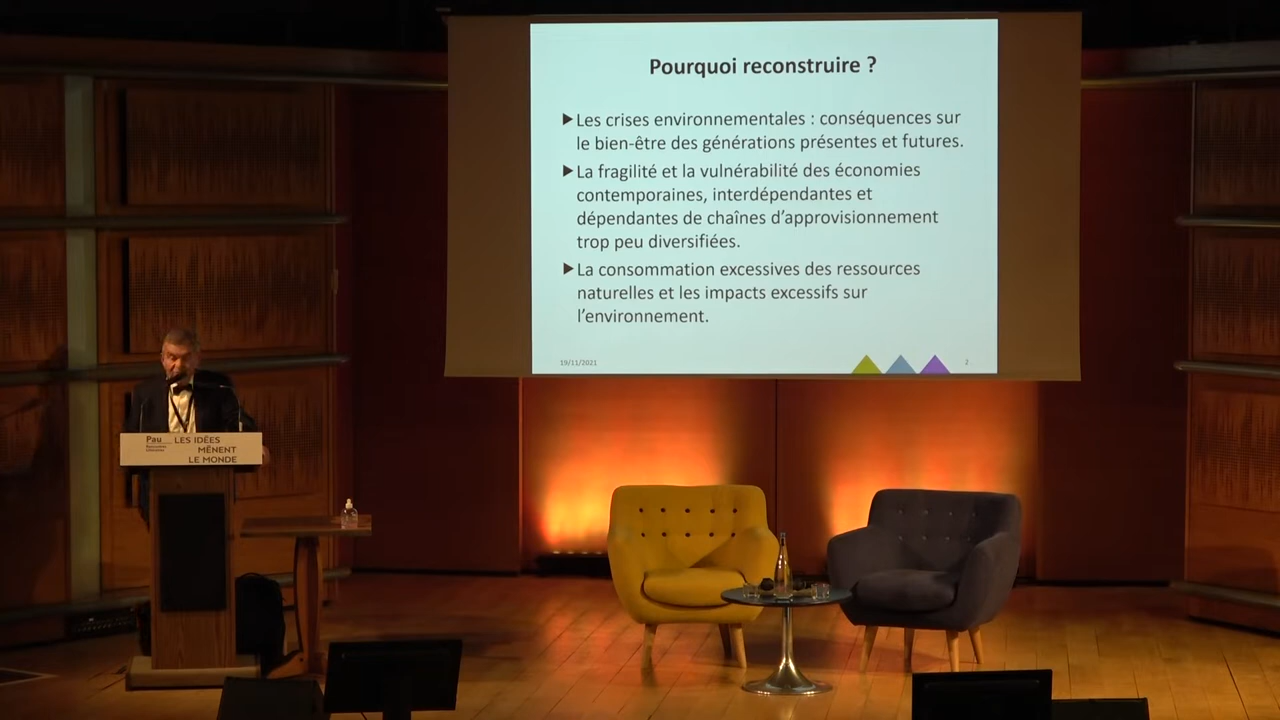 Pourquoi reconstruire ?
▶Les crises environnementales : conséquences sur
le bien-être des générations présentes et futures.
▶La fragilité et la vulnérabilité des économies
contemporaines, interdépendantes et
dépendantes de chaînes d'approvisionnement
trop peu diversifiées.
▶La consommation excessives des ressources
naturelles et les impacts excessifs sur
l'environnement.
19/11/2021
2
Pau
LES IDÉES
MÈNENT
LE MONDE